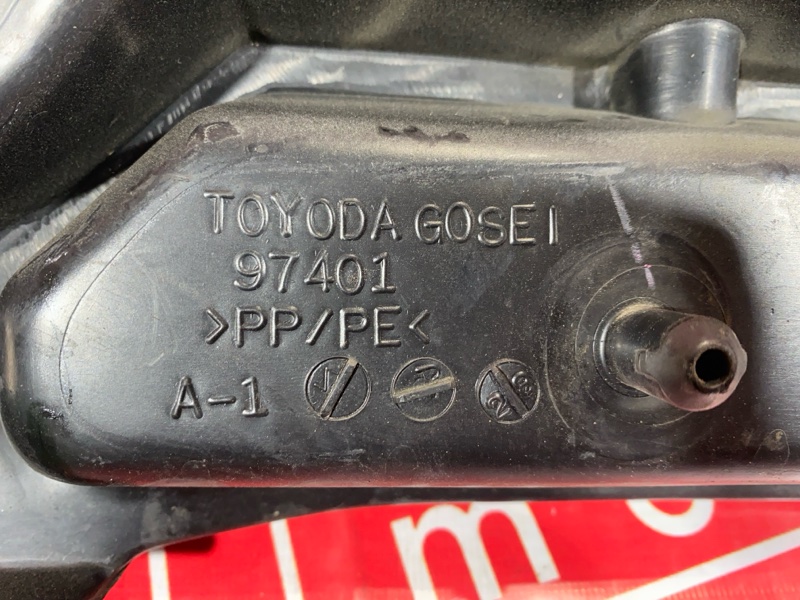 TOYODA GOSEI
97401
>PP/PE<
A-1